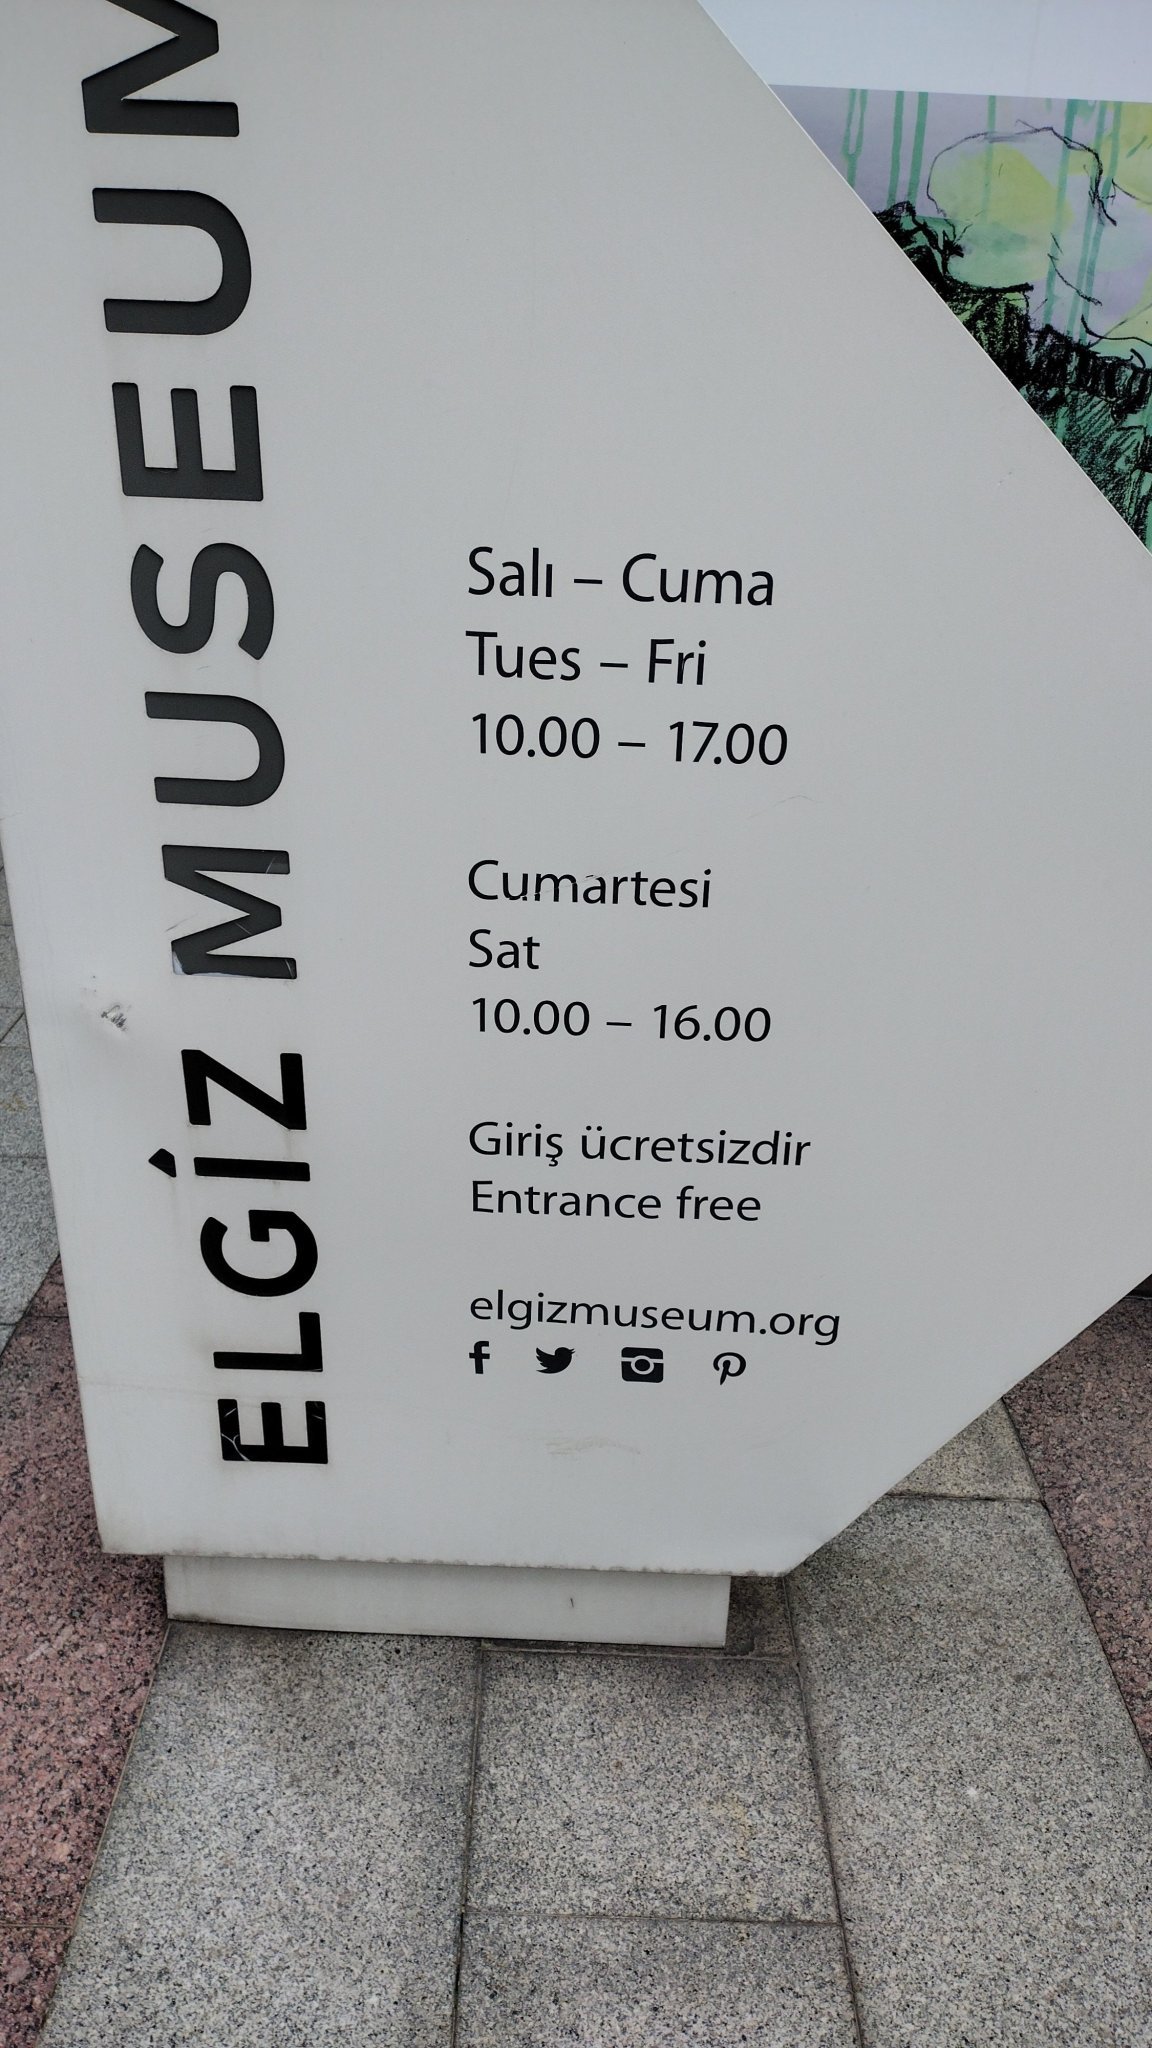 ELGİZ MUSEUM
Salı – Cuma
Tues – Fri
10.00 – 17.00
Cumartesi
Sat
10.00 – 16.00
Giriş ücretsizdir
Entrance free
elgizmuseum.org